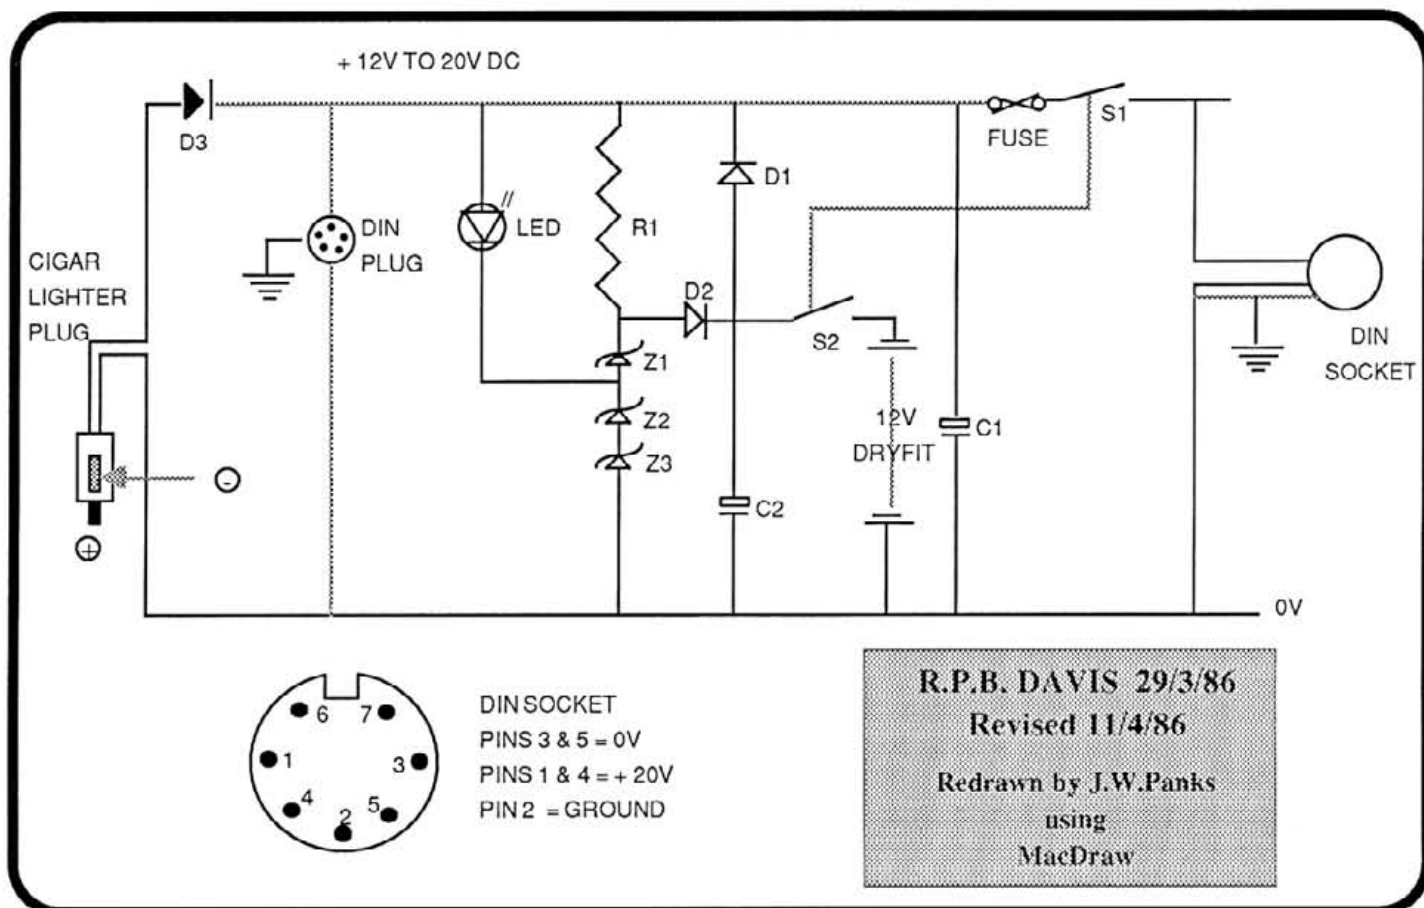 + 12V TO 20V DC
D3
FUSE
S1
D1
DIN
PLUG
LED
R1
CIGAR
LIGHTER
PLUG
D2
S2
DIN
SOCKET
Z1
Z2
Z3
12V
DRYFIT
C1
C2
-
+
0V
6
7
1
3
4
5
2
DIN SOCKET
PINS 3 & 5 = 0V
PINS 1 & 4 = + 20V
PIN 2 = GROUND
R.P.B. DAVIS 29/3/86
Revised 11/4/86
Redrawn by J.W.Panks
using
MacDraw